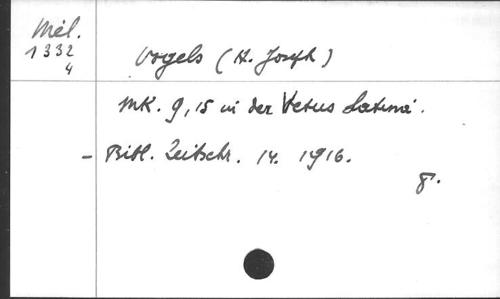 Mél.
1332
4
Vogels (H. Joseph)
Mk. 9,15 in der Vetus Latina.
- Bibl. Zeitschr. 14. 1916.
8.